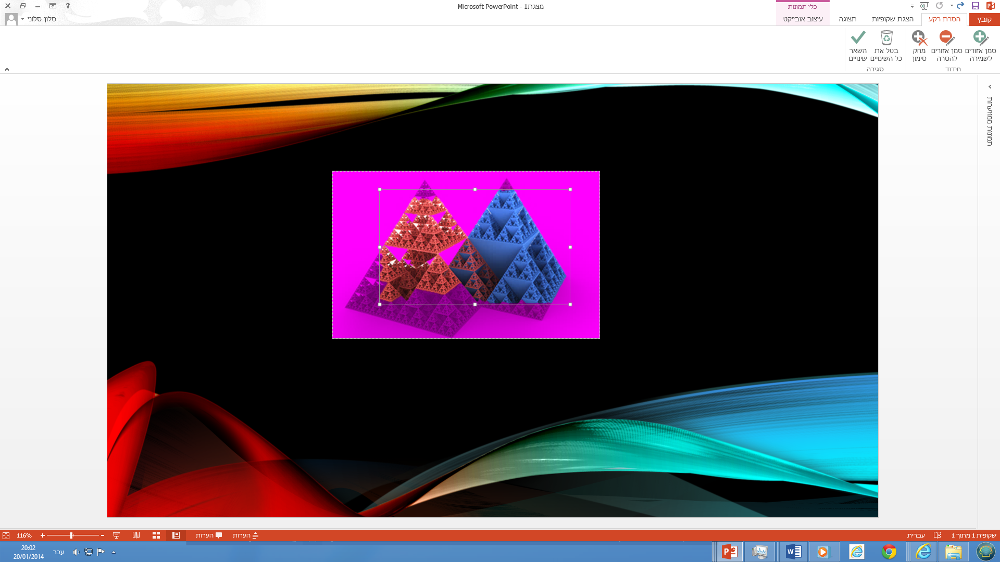 מצגת1 - Microsoft PowerPoint
כלי תמונות
קובץ
הסרת רקע
הצגת שקופיות
תצוגה
עיצוב אובייקט
סלון סלוני
סמן אזורים
לשמירה
סמן אזורים
להסרה
מחק
סימון
בטל את
כל השינויים
השאר
שינויים
חידוד
סגירה
תמונות ממוזערות
שקופית 1 מתוך 1
עברית
הערות
הערות
116%
עבר
20:02
20/01/2014